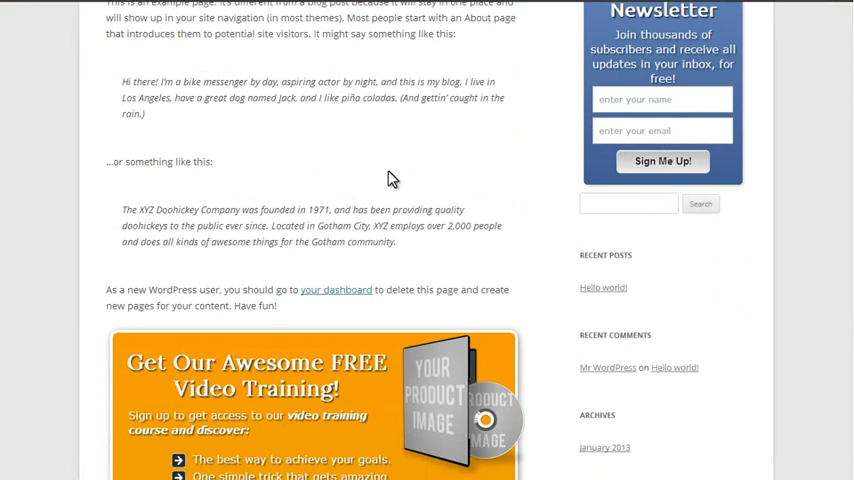 This is an example page. It's different from a blog post because it will stay in one place and
will show up in your site navigation (in most themes). Most people start with an About page
that introduces them to potential site visitors. It might say something like this:
Hi there! I'm a bike messenger by day, aspiring actor by night, and this is my blog. I live in
Los Angeles, have a great dog named Jack, and I like piña coladas. (And gettin' caught in the
rain.)
...or something like this:
The XYZ Doohickey Company was founded in 1971, and has been providing quality
doohickeys to the public ever since. Located in Gotham City, XYZ employs over 2,000 people
and does all kinds of awesome things for the Gotham community.
As a new WordPress user, you should go to your dashboard to delete this page and create
new pages for your content. Have fun!
Get Our Awesome FREE
Video Training!
Sign up to get access to our video training
course and discover:
The best way to achieve your goals.
One simple trick that gets amazing
YOUR
PRODUCT
IMAGE
PRODUCT
IMAGE
Newsletter
Join thousands of
subscribers and receive all
updates in your inbox, for
free!
enter your name
enter your email
Sign Me Up!
Search
RECENT POSTS
Hello world!
RECENT COMMENTS
Mr WordPress on Hello world!
ARCHIVES
January 2013